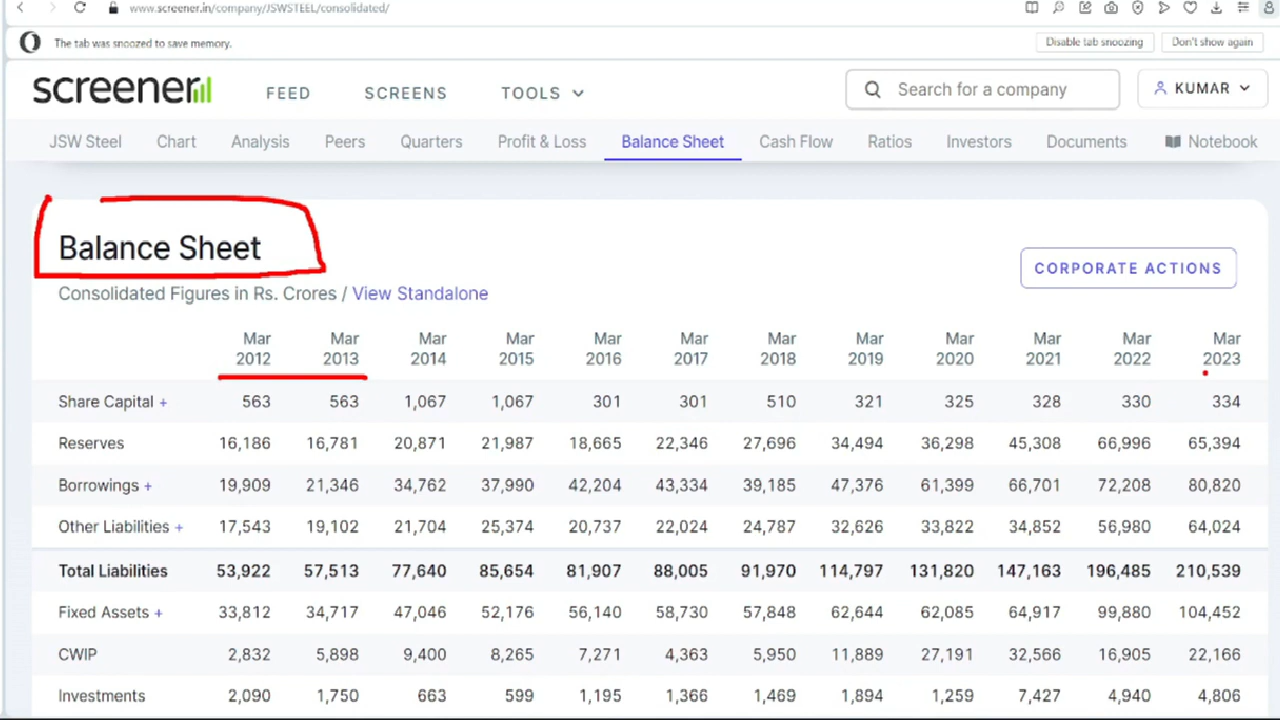 www.screener.in/company/JSWSTEEL/consolidated/
The tab was snoozed to save memory. Disable tab snoozing Don't show again
screener FEED SCREENS TOOLS Search for a company KUMAR
JSW Steel Chart Analysis Peers Quarters Profit & Loss Balance Sheet Cash Flow Ratios Investors Documents Notebook
Balance Sheet
CORPORATE ACTIONS
Consolidated Figures in Rs. Crores / View Standalone
Mar Mar Mar Mar Mar Mar Mar Mar Mar Mar Mar Mar
2012 2013 2014 2015 2016 2017 2018 2019 2020 2021 2022 2023
Share Capital + 563 563 1,067 1,067 301 301 510 321 325 328 330 334
Reserves 16,186 16,781 20,871 21,987 18,665 22,346 27,696 34,494 36,298 45,308 66,996 65,394
Borrowings + 19,909 21,346 34,762 37,990 42,204 43,334 39,185 47,376 61,399 66,701 72,208 80,820
Other Liabilities + 17,543 19,102 21,704 25,374 20,737 22,024 24,787 32,626 33,822 34,852 56,980 64,024
Total Liabilities 53,922 57,513 77,640 85,654 81,907 88,005 91,970 114,797 131,820 147,163 196,485 210,539
Fixed Assets + 33,812 34,717 47,046 52,176 56,140 58,730 57,848 62,644 62,085 64,917 99,880 104,452
CWIP 2,832 5,898 9,400 8,265 7,271 4,363 5,950 11,889 27,191 32,566 16,905 22,166
Investments 2,090 1,750 663 599 1,195 1,366 1,469 1,894 1,259 7,427 4,940 4,806